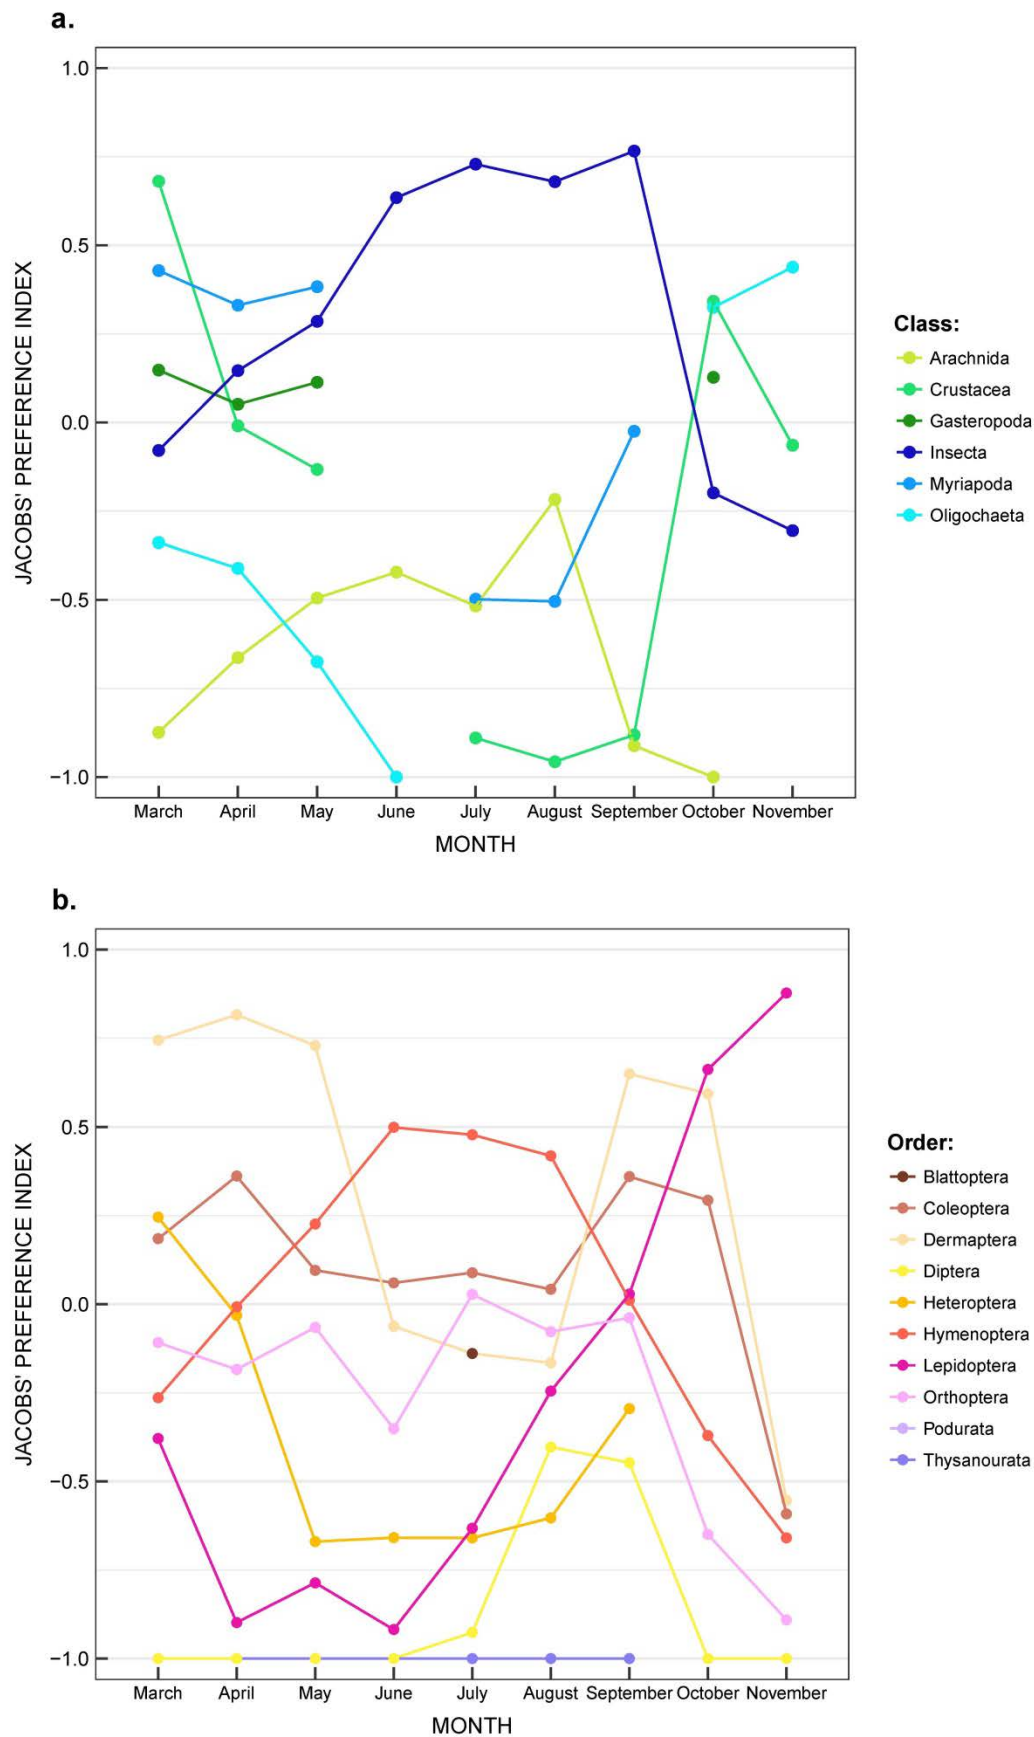 a.
1.0
0.5
0.0
−0.5
−1.0
JACOBS' PREFERENCE INDEX
March April May June July August September October November
MONTH
Class:
Arachnida
Crustacea
Gasteropoda
Insecta
Myriapoda
Oligochaeta
b.
1.0
0.5
0.0
−0.5
−1.0
JACOBS' PREFERENCE INDEX
March April May June July August September October November
MONTH
Order:
Blattoptera
Coleoptera
Dermaptera
Diptera
Heteroptera
Hymenoptera
Lepidoptera
Orthoptera
Podurata
Thysanourata